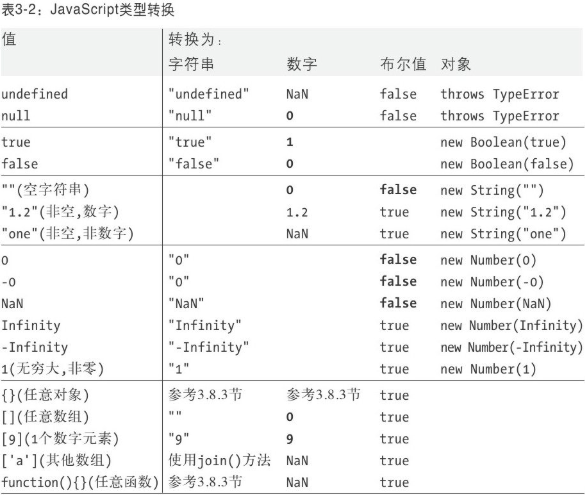 表3-2：JavaScript类型转换
值 转换为：
字符串 数字 布尔值 对象
undefined "undefined" NaN false throws TypeError
null "null" 0 false throws TypeError
true "true" 1 new Boolean(true)
false "false" 0 new Boolean(false)
""(空字符串) 0 false new String("")
"1.2"(非空,数字) 1.2 true new String("1.2")
"one"(非空,非数字) NaN true new String("one")
0 "0" false new Number(0)
-0 "0" false new Number(-0)
NaN "NaN" false new Number(NaN)
Infinity "Infinity" true new Number(Infinity)
-Infinity "-Infinity" true new Number(-Infinity)
1(无穷大,非零) "1" true new Number(1)
{}(任意对象) 参考3.8.3节 参考3.8.3节 true
[](任意数组) "" 0 true
[9](1个数字元素) "9" 9 true
['a'](其他数组) 使用join()方法 NaN true
function(){}(任意函数) 参考3.8.3节 NaN true